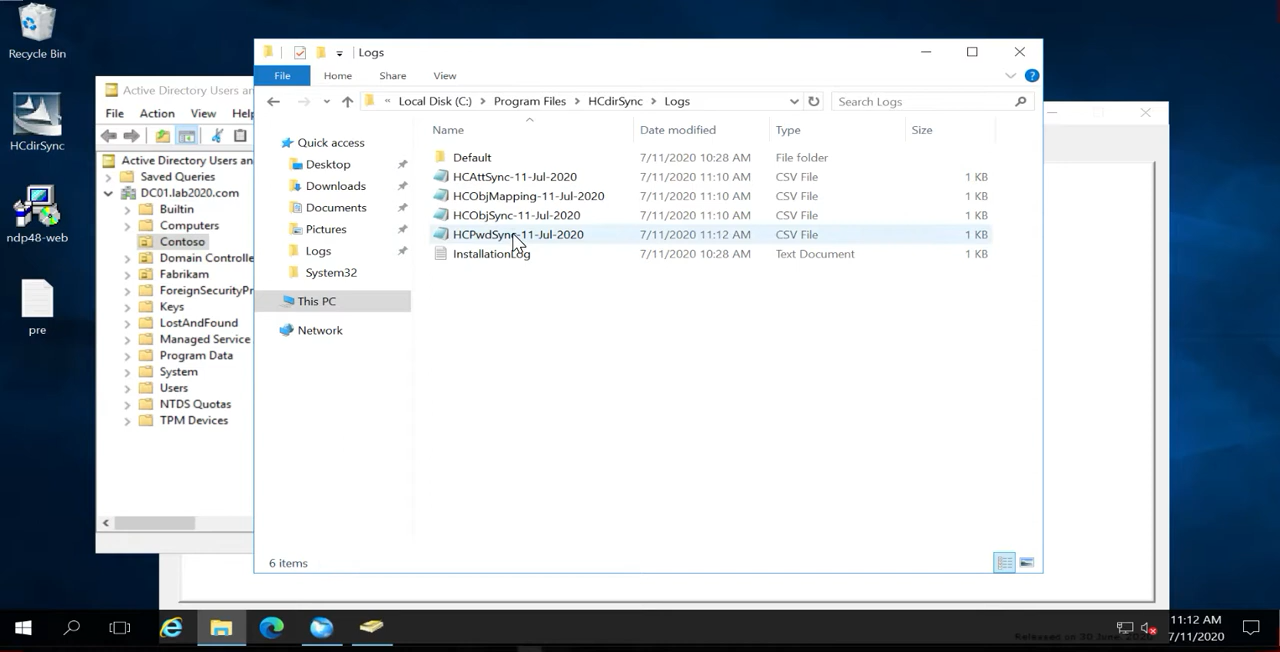 Recycle Bin
HCdirSync
ndp48-web
pre
Active Directory Users and
File Action View Help
Active Directory Users an
Saved Queries
DC01.lab2020.com
Builtin
Computers
Contoso
Domain Controlle
Fabrikam
ForeignSecurityPr
Keys
LostAndFound
Managed Service
Program Data
System
Users
NTDS Quotas
TPM Devices
Logs
File Home Share View
« Local Disk (C:) > Program Files > HCdirSync > Logs
Search Logs
Quick access
Desktop
Downloads
Documents
Pictures
Logs
System32
This PC
Network
Name Date modified Type Size
Default 7/11/2020 10:28 AM File folder
HCAttSync-11-Jul-2020 7/11/2020 11:10 AM CSV File 1 KB
HCObjMapping-11-Jul-2020 7/11/2020 11:10 AM CSV File 1 KB
HCObjSync-11-Jul-2020 7/11/2020 11:10 AM CSV File 1 KB
HCPwdSync-11-Jul-2020 7/11/2020 11:12 AM CSV File 1 KB
InstallationLog 7/11/2020 10:28 AM Text Document 1 KB
6 items
Released on 30 June,
11:12 AM
7/11/2020